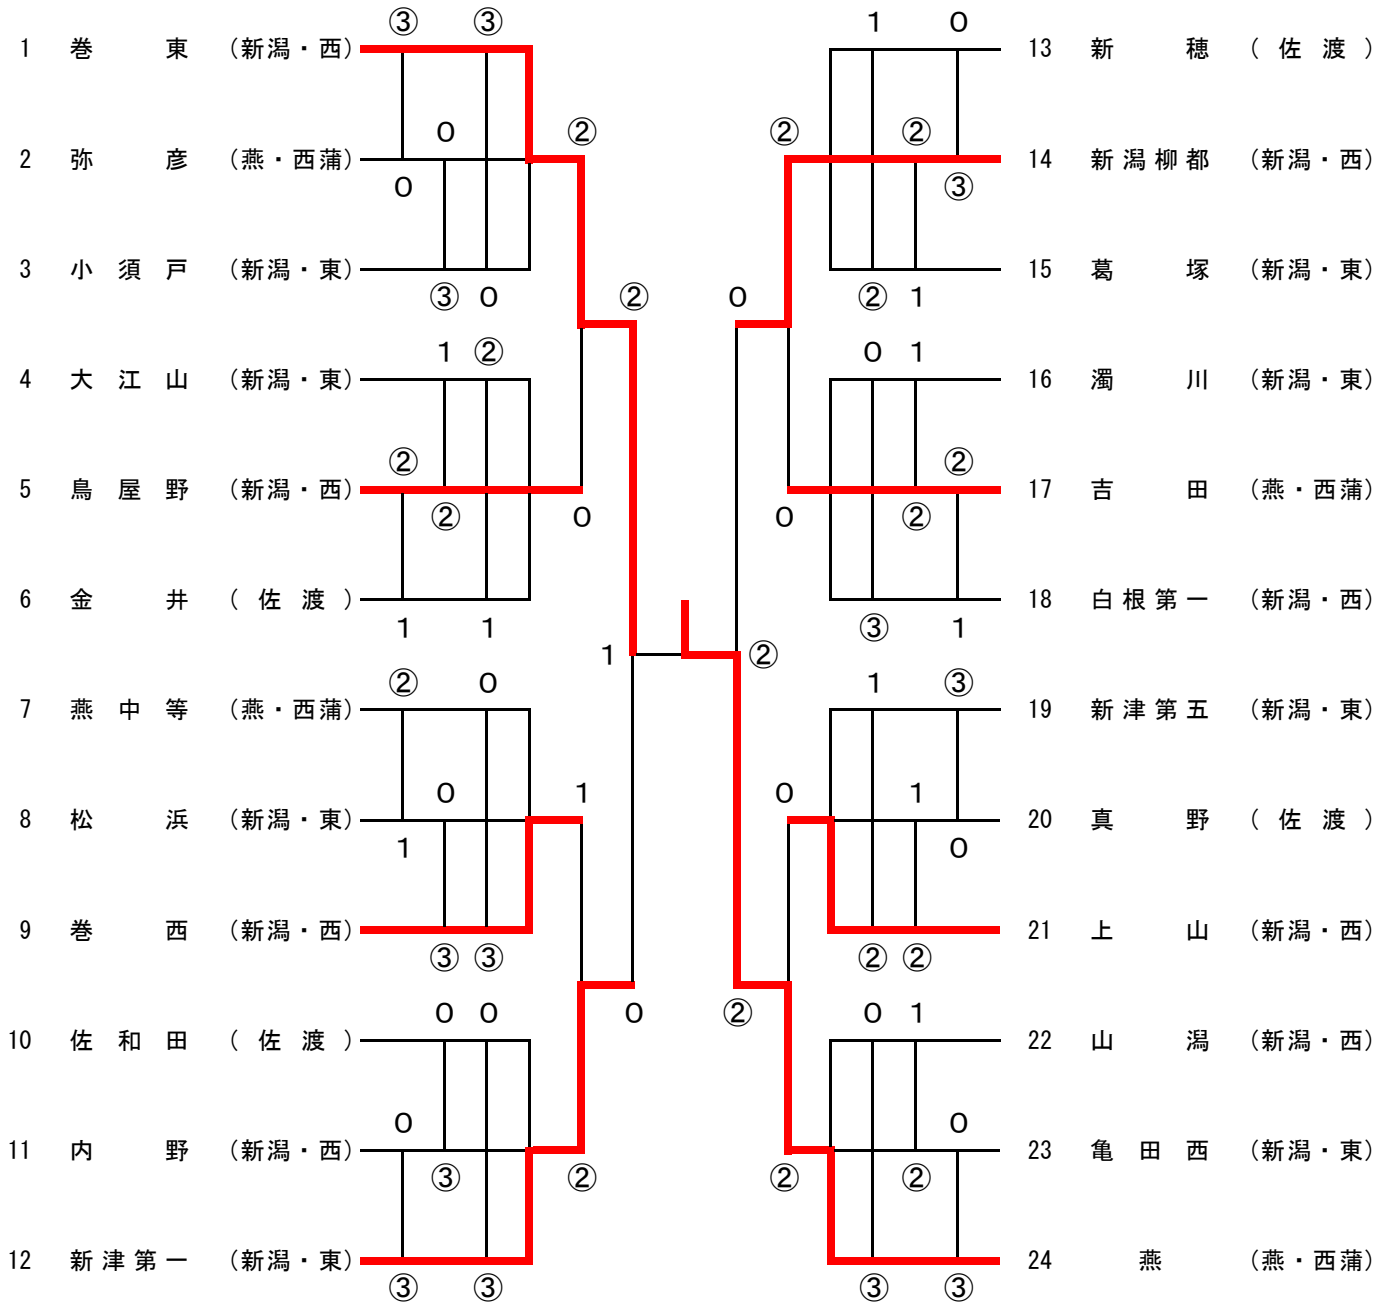 ③ ③ 1 0
1 巻東 (新潟・西) 13 新穂 (佐渡)
0 ② ② ②
2 弥彦 (燕・西蒲) 14 新潟柳都 (新潟・西)
0 ③
3 小須戸 (新潟・東) 15 葛塚 (新潟・東)
③ 0 ② 0 ② 1
1 ② 0 1
4 大江山 (新潟・東) 16 濁川 (新潟・東)
② ②
5 鳥屋野 (新潟・西) 17 吉田 (燕・西蒲)
② 0 0 ②
6 金井 (佐渡) 18 白根第一 (新潟・西)
1 1 ③ 1
1 ②
② 0 1 ③
7 燕中等 (燕・西蒲) 19 新津第五 (新潟・東)
0 1 0 1
8 松浜 (新潟・東) 20 真野 (佐渡)
1 0
9 巻西 (新潟・西) 21 上山 (新潟・西)
③ ③ ② ②
0 0 0 ② 0 1
10 佐和田 (佐渡) 22 山潟 (新潟・西)
0 0
11 内野 (新潟・西) 23 亀田西 (新潟・東)
③ ② ② ②
12 新津第一 (新潟・東) 24 燕 (燕・西蒲)
③ ③ ③ ③